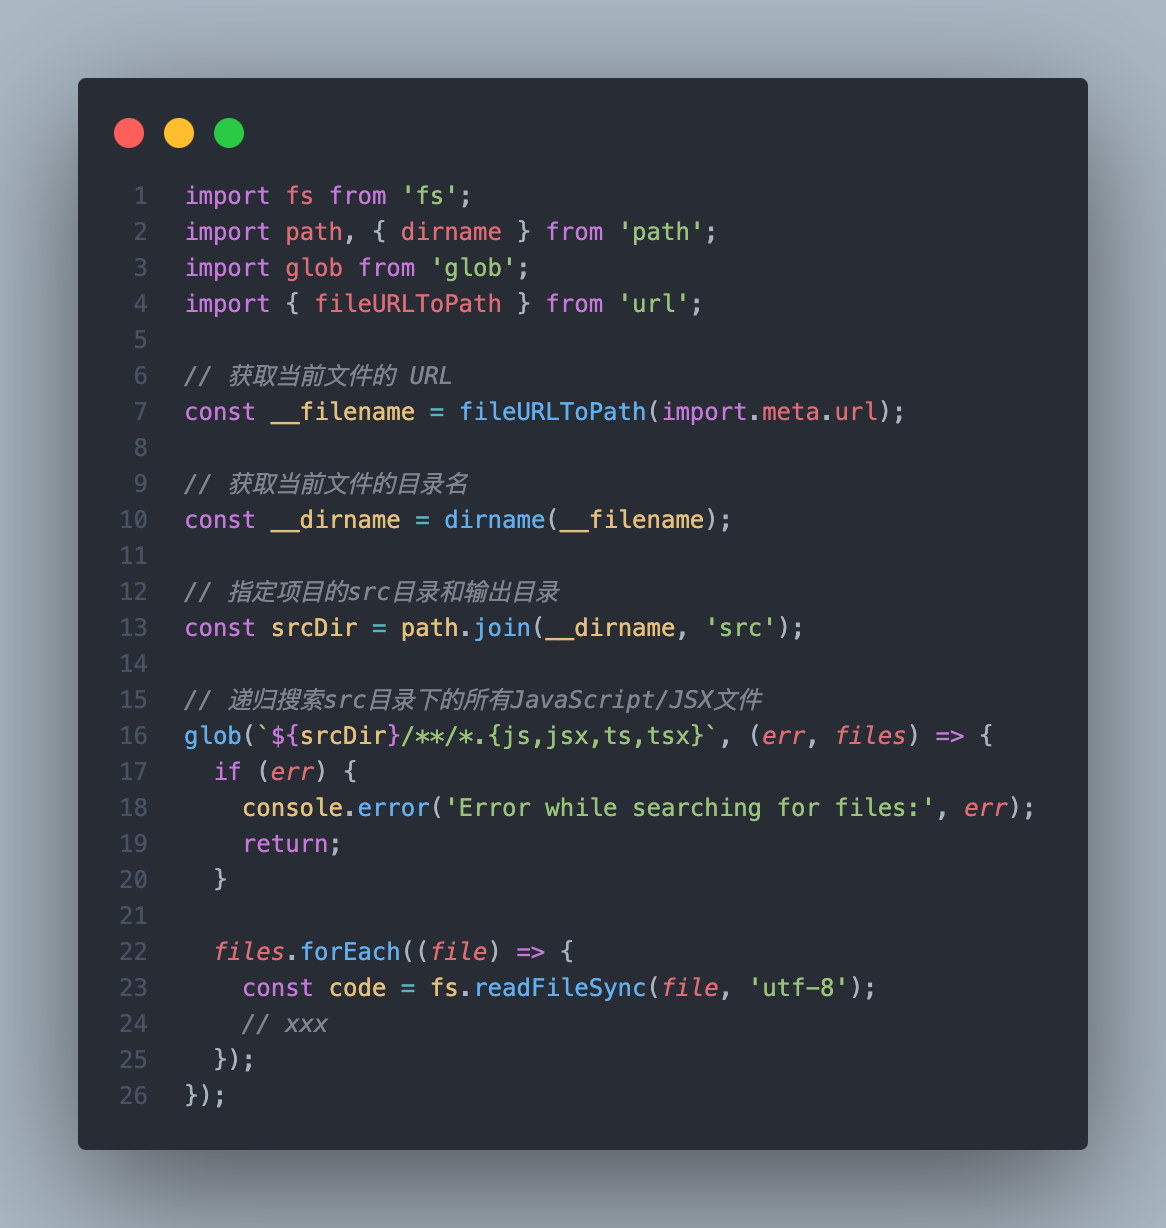 1 import fs from 'fs';
2 import path, { dirname } from 'path';
3 import glob from 'glob';
4 import { fileURLToPath } from 'url';
5
6 // 获取当前文件的 URL
7 const __filename = fileURLToPath(import.meta.url);
8
9 // 获取当前文件的目录名
10 const __dirname = dirname(__filename);
11
12 // 指定项目的src目录和输出目录
13 const srcDir = path.join(__dirname, 'src');
14
15 // 递归搜索src目录下的所有JavaScript/JSX文件
16 glob(`${srcDir}/**/*.{js,jsx,ts,tsx}`, (err, files) => {
17   if (err) {
18     console.error('Error while searching for files:', err);
19     return;
20   }
21
22   files.forEach((file) => {
23     const code = fs.readFileSync(file, 'utf-8');
24     // xxx
25   });
26 });